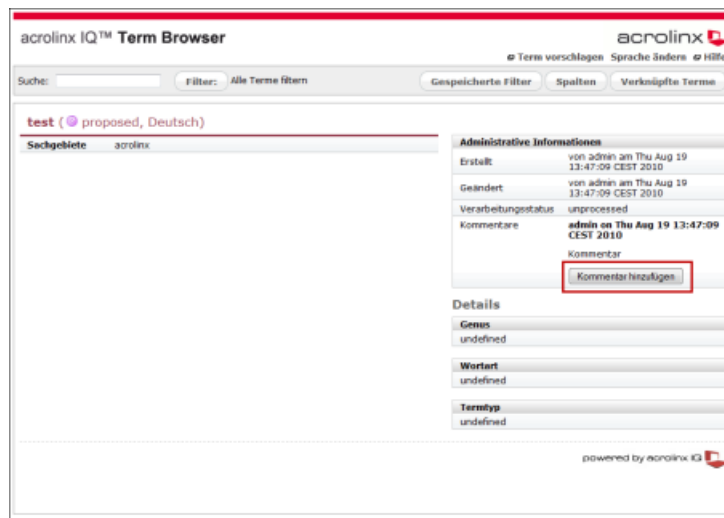 acrolinx IQ™ Term Browser
acrolinx
Term vorschlagen Sprache ändern Hilfe
Suche: Filter: Alle Terme filtern Gespeicherte Filter Spalten Verknüpfte Terme
test ( proposed, Deutsch)
Sachgebiete acrolinx
Administrative Informationen
Erstellt von admin am Thu Aug 19
13:47:09 CEST 2010
Geändert von admin am Thu Aug 19
13:47:09 CEST 2010
Verarbeitungsstatus unprocessed
Kommentare admin on Thu Aug 19 13:47:09
CEST 2010
Kommentar
Kommentar hinzufügen
Details
Genus
undefined
Wortart
undefined
Termtyp
undefined
powered by acrolinx IQ